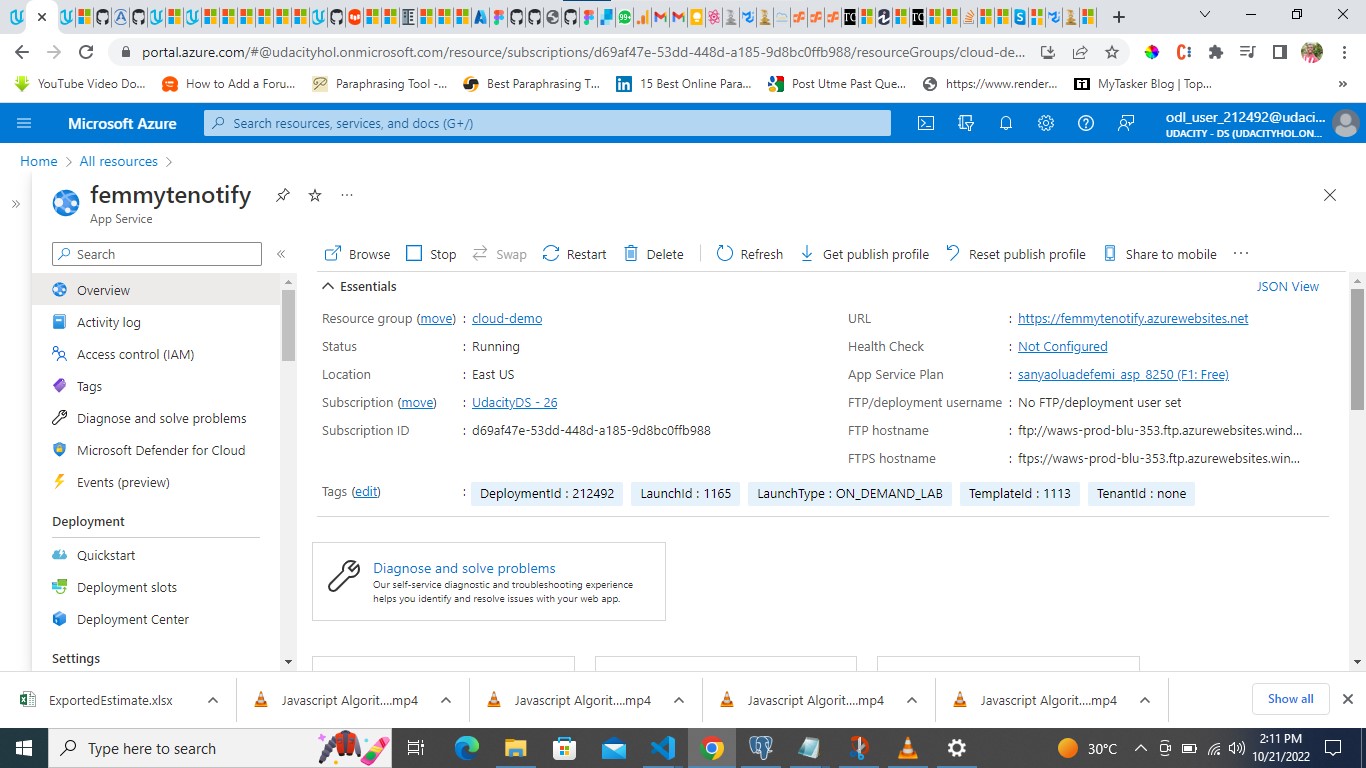 portal.azure.com/#@udacityhol.onmicrosoft.com/resource/subscriptions/d69af47e-53dd-448d-a185-9d8bc0ffb988/resourceGroups/cloud-de...
YouTube Video Do... How to Add a Foru... Paraphrasing Tool -... Best Paraphrasing T... 15 Best Online Para... Post Utme Past Que... https://www.render... MyTasker Blog | Top... »
Microsoft Azure Search resources, services, and docs (G+/) odl_user_212492@udaci...
UDACITY - DS (UDACITYHOL.ON...
Home > All resources >
femmytenotify
App Service
Search
Browse Stop Swap Restart Delete Refresh Get publish profile Reset publish profile Share to mobile ...
Overview
Activity log
Access control (IAM)
Tags
Diagnose and solve problems
Microsoft Defender for Cloud
Events (preview)
Deployment
Quickstart
Deployment slots
Deployment Center
Settings
Essentials JSON View
Resource group (move) : cloud-demo
Status : Running
Location : East US
Subscription (move) : UdacityDS - 26
Subscription ID : d69af47e-53dd-448d-a185-9d8bc0ffb988
URL : https://femmytenotify.azurewebsites.net
Health Check : Not Configured
App Service Plan : sanyaoluadefemi_asp_8250 (F1: Free)
FTP/deployment username : No FTP/deployment user set
FTP hostname : ftp://waws-prod-blu-353.ftp.azurewebsites.wind...
FTPS hostname : ftps://waws-prod-blu-353.ftp.azurewebsites.win...
Tags (edit) : DeploymentId : 212492 LaunchId : 1165 LaunchType : ON_DEMAND_LAB TemplateId : 1113 TenantId : none
Diagnose and solve problems
Our self-service diagnostic and troubleshooting experience
helps you identify and resolve issues with your web app.
ExportedEstimate.xlsx Javascript Algorit....mp4 Javascript Algorit....mp4 Javascript Algorit....mp4 Javascript Algorit....mp4 Show all
Type here to search 30°C 2:11 PM
10/21/2022